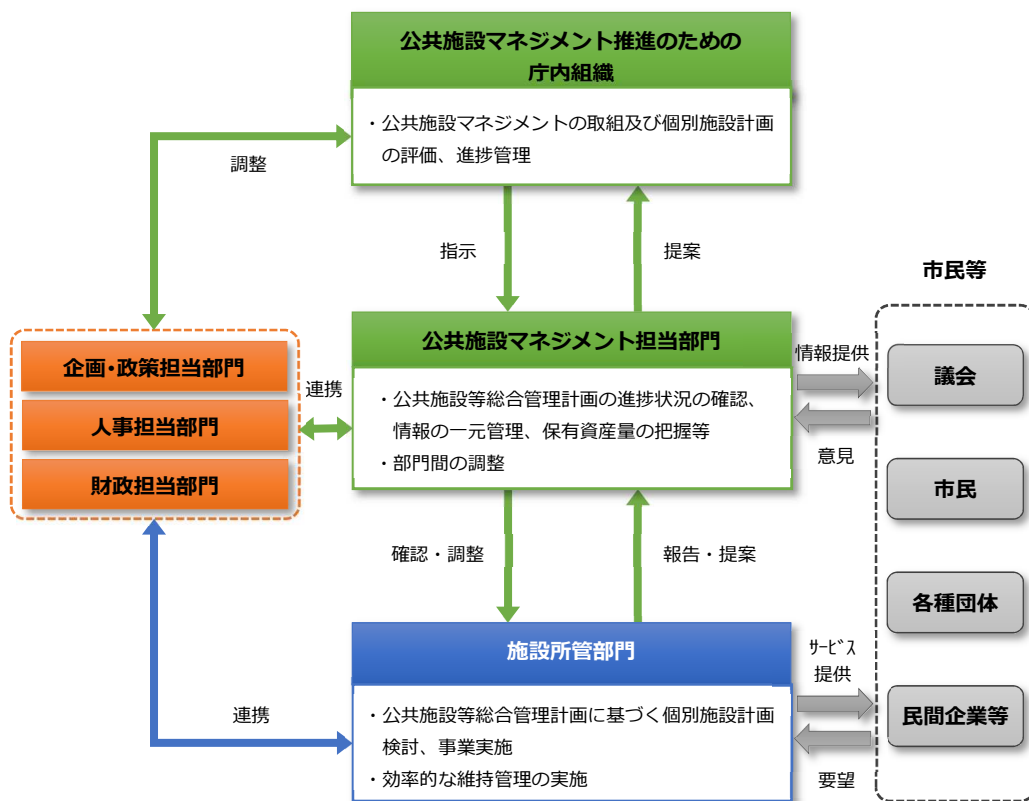 公共施設マネジメント推進のための
庁内組織
・公共施設マネジメントの取組及び個別施設計画
の評価、進捗管理
調整
指示
提案
市民等
企画・政策担当部門
人事担当部門
財政担当部門
連携
公共施設マネジメント担当部門
・公共施設等総合管理計画の進捗状況の確認、
情報の一元管理、保有資産量の把握等
・部門間の調整
情報提供
意見
議会
市民
各種団体
民間企業等
確認・調整
報告・提案
施設所管部門
・公共施設等総合管理計画に基づく個別施設計画
検討、事業実施
・効率的な維持管理の実施
連携
ｻｰﾋﾞｽ
提供
要望